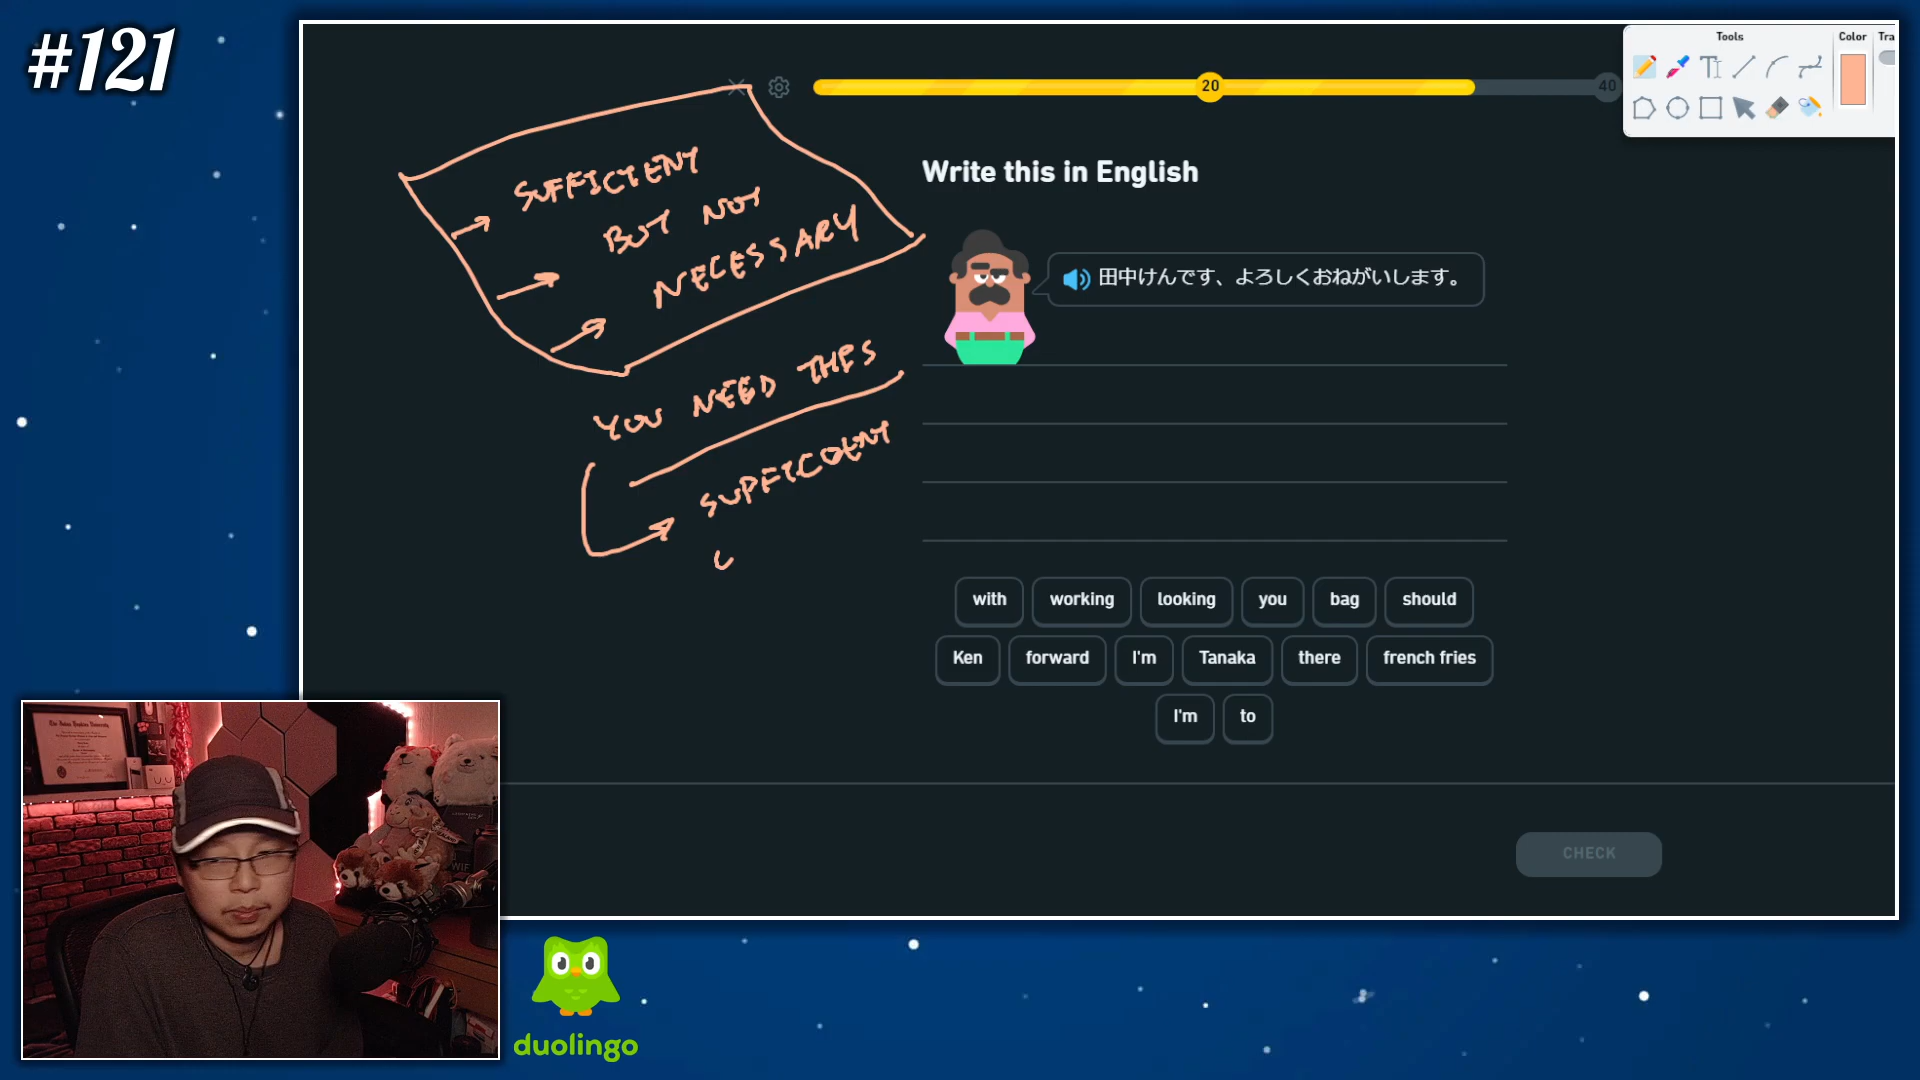 #121
20
40
Tools
Color
Tra
SUFFICIENT
BUT NOT
NECESSARY
YOU NEED THIS
Write this in English
田中けんです、よろしくおねがいします。
with working looking you bag should
Ken forward I'm Tanaka there french fries
I'm to
CHECK
duolingo